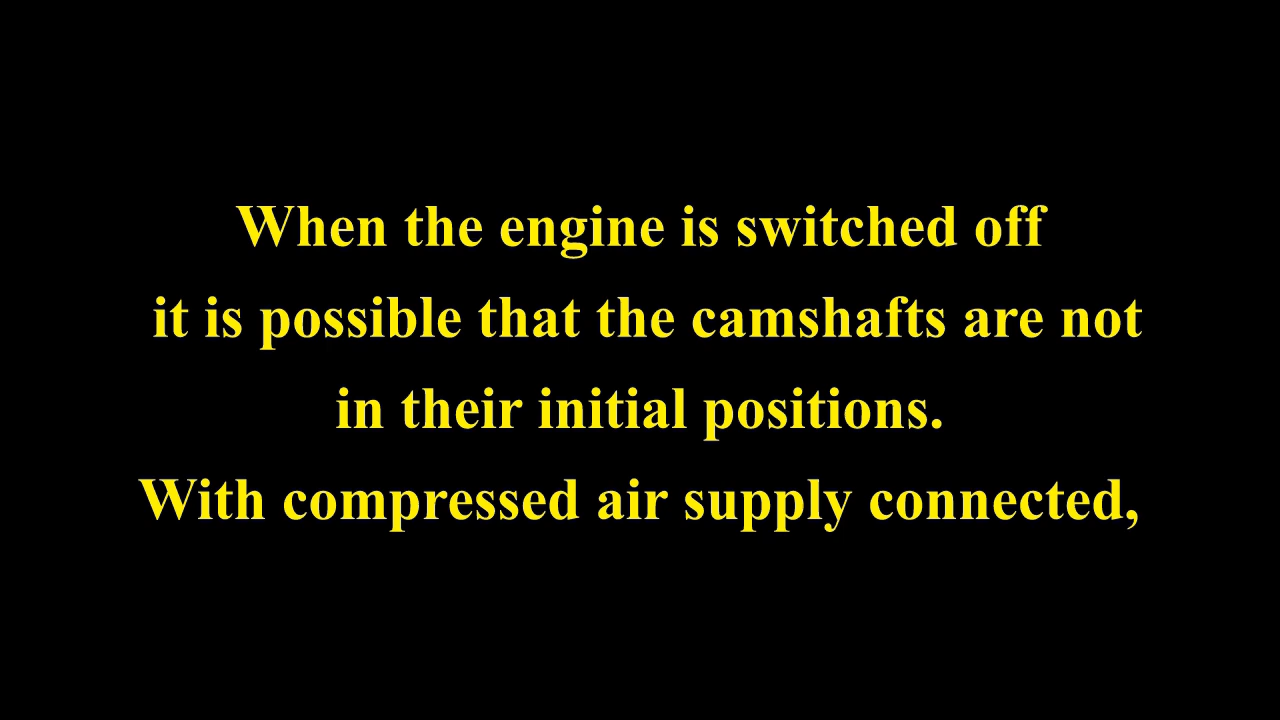 When the engine is switched off
it is possible that the camshafts are not
in their initial positions.
With compressed air supply connected,